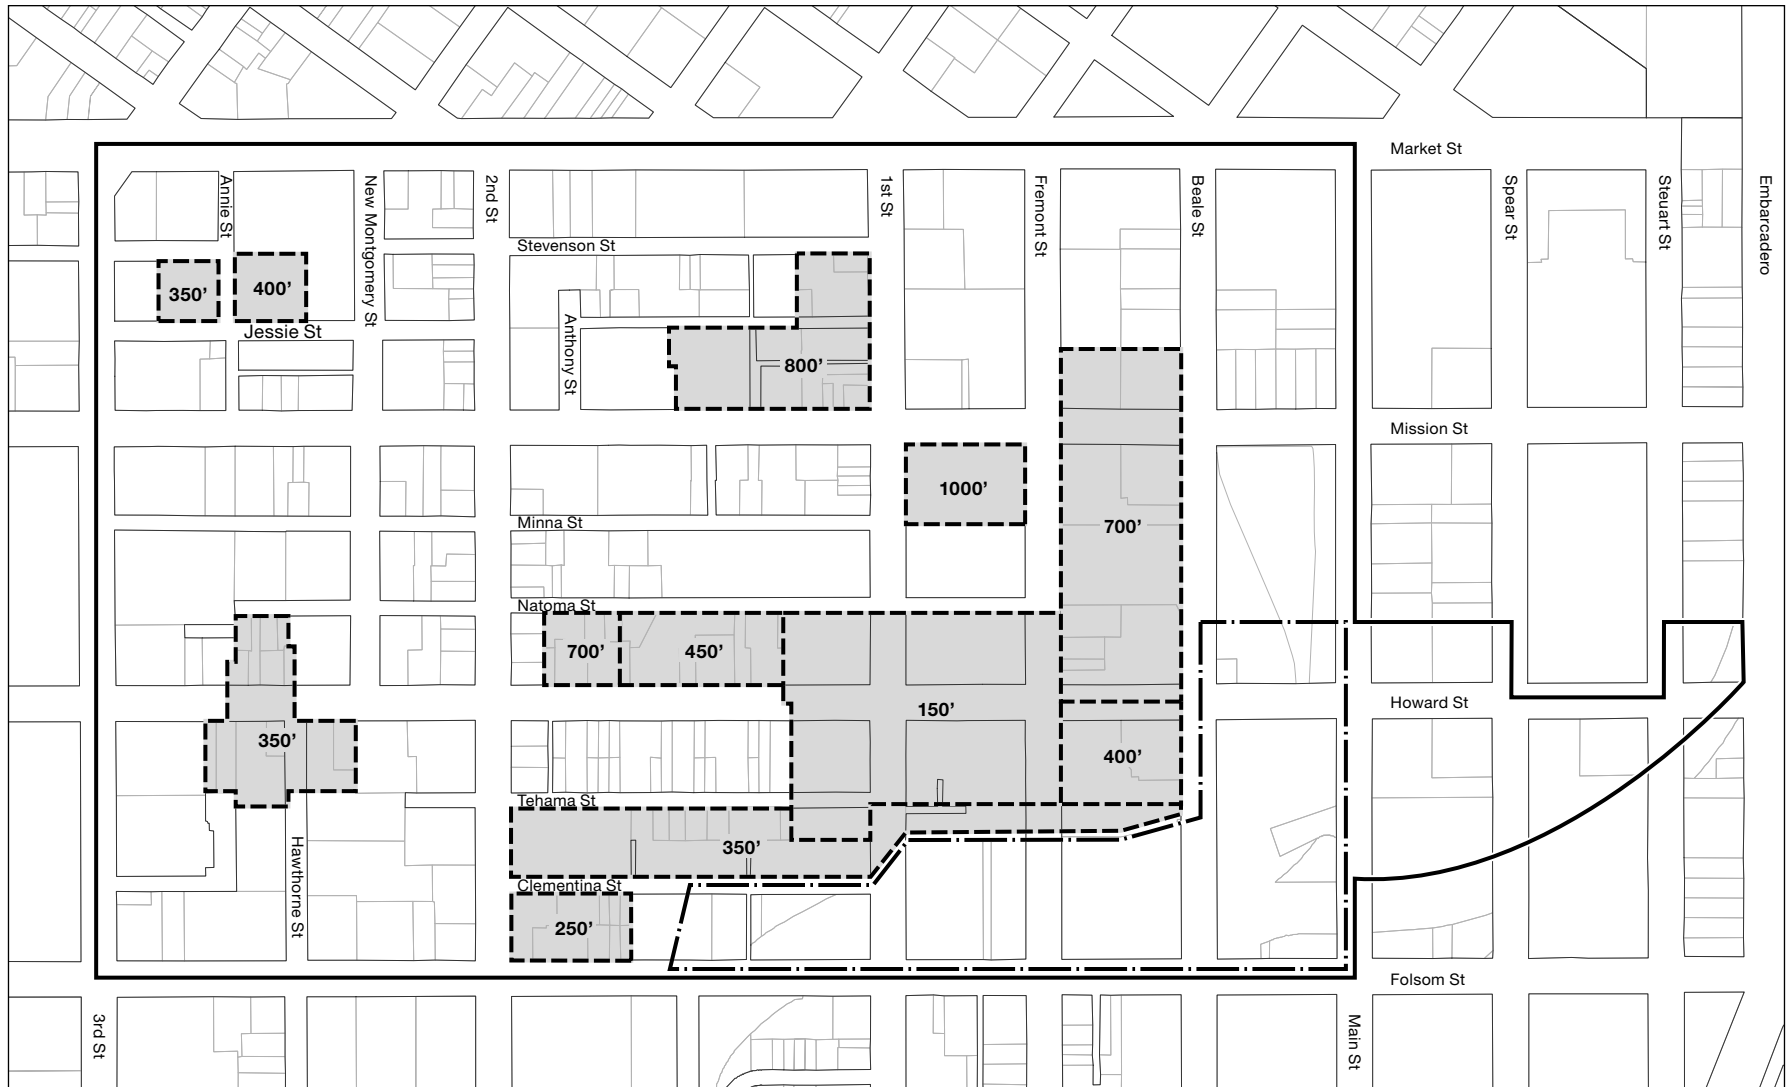 Market St
Annie St
New Montgomery St
2nd St
1st St
Fremont St
Beale St
Spear St
Steuart St
Embarcadero
Stevenson St
350’
400’
Jessie St
Anthony St
800’
Mission St
1000’
Minna St
700’
Natoma St
700’
450’
150’
Howard St
350’
400’
Tehama St
350’
Hawthorne St
Clementina St
250’
Folsom St
3rd St
Main St